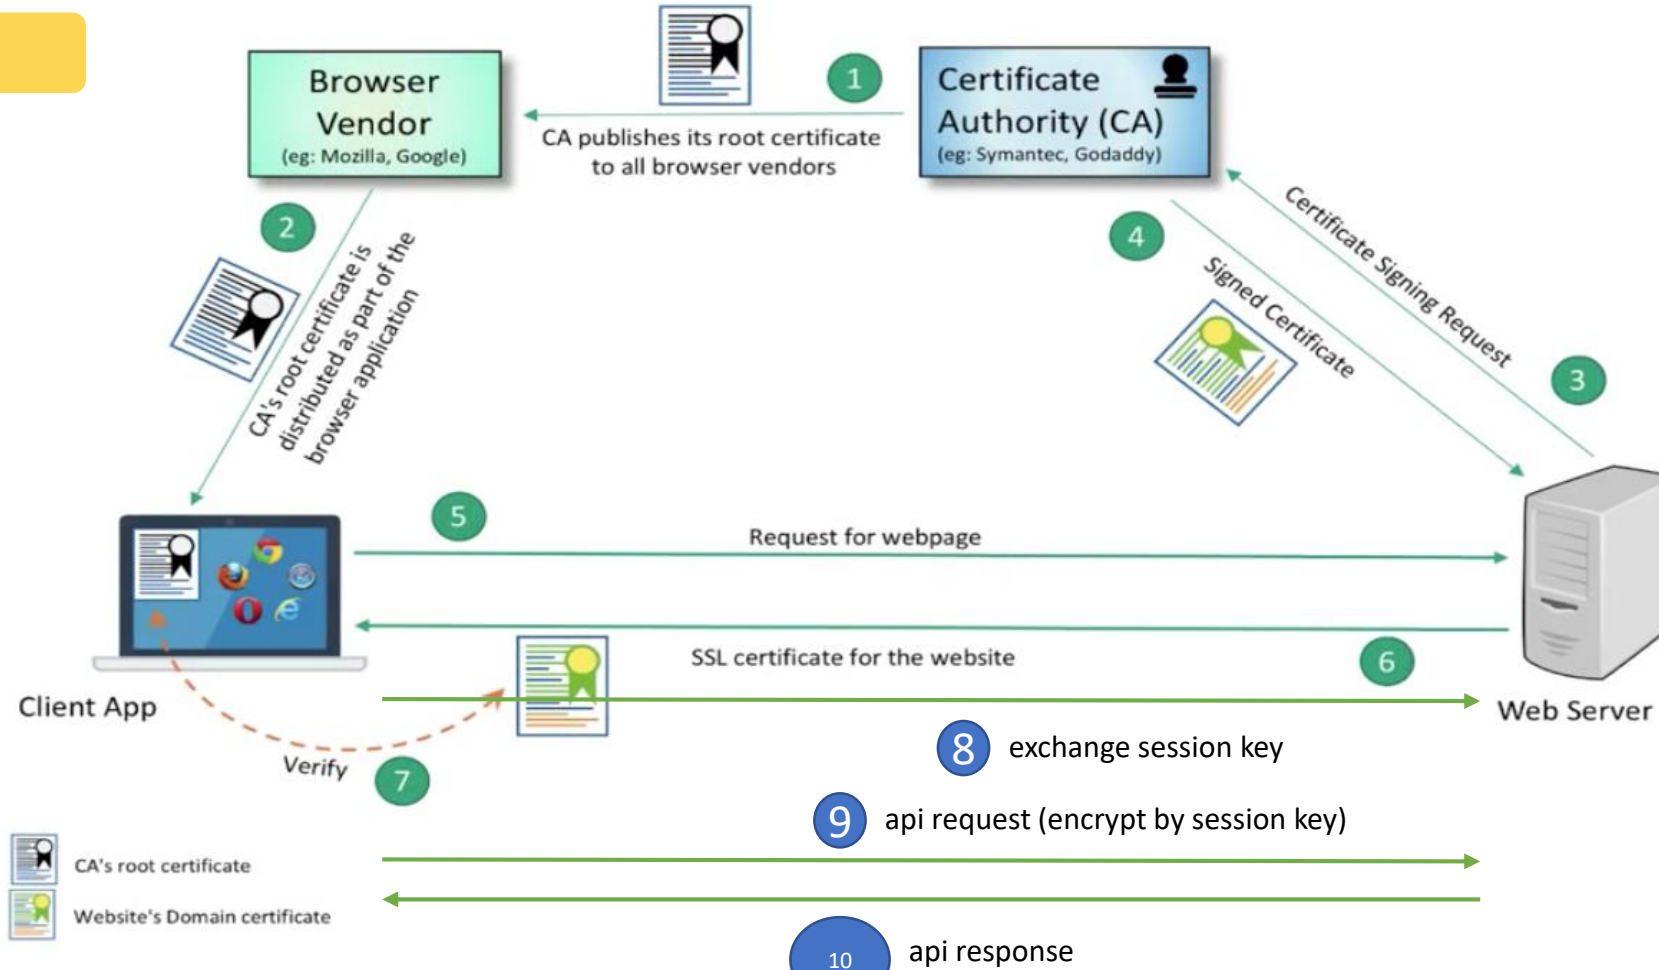 Browser
Vendor
(eg: Mozilla, Google)
1
CA publishes its root certificate
to all browser vendors
Certificate
Authority (CA)
(eg: Symantec, Godaddy)
2
CA's root certificate is
distributed as part of the
browser application
4
Signed Certificate
Certificate Signing Request
3
5
Request for webpage
SSL certificate for the website
6
Client App
Web Server
Verify
7
8
exchange session key
9
api request (encrypt by session key)
CA's root certificate
Website's Domain certificate
10
api response